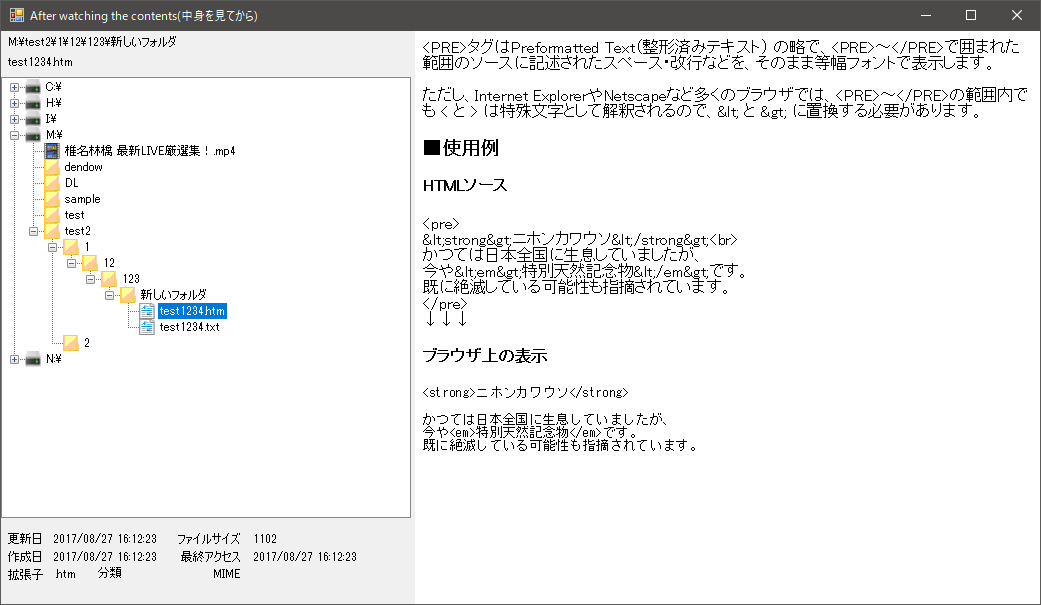 After watching the contents(中身を見てから)
M:¥test2¥1¥12¥123¥新しいフォルダ
test1234.htm
C:¥
H:¥
I:¥
M:¥
椎名林檎 最新LIVE厳選集！.mp4
dendow
DL
sample
test
test2
1
12
123
新しいフォルダ
test1234.htm
test1234.txt
2
N:¥
更新日 2017/08/27 16:12:23 ファイルサイズ 1102
作成日 2017/08/27 16:12:23 最終アクセス 2017/08/27 16:12:23
拡張子 .htm 分類 MIME
<PRE>タグはPreformatted Text(整形済みテキスト) の略で、<PRE>～</PRE>で囲まれた
範囲のソースに記述されたスペース・改行などを、そのまま等幅フォントで表示します。
ただし、Internet ExplorerやNetscapeなど多くのブラウザでは、<PRE>～</PRE>の範囲内で
も < と > は特殊文字として解釈されるので、&lt; と &gt; に置換する必要があります。
■使用例
HTMLソース
<pre>
&lt;strong&gt;ニホンカワウソ&lt;/strong&gt;<br>
かつては日本全国に生息していましたが、
今や&lt;em&gt;特別天然記念物&lt;/em&gt;です。
既に絶滅している可能性も指摘されています。
</pre>
↓↓↓
ブラウザ上の表示
<strong>ニホンカワウソ</strong>
かつては日本全国に生息していましたが、
今や<em>特別天然記念物</em>です。
既に絶滅している可能性も指摘されています。